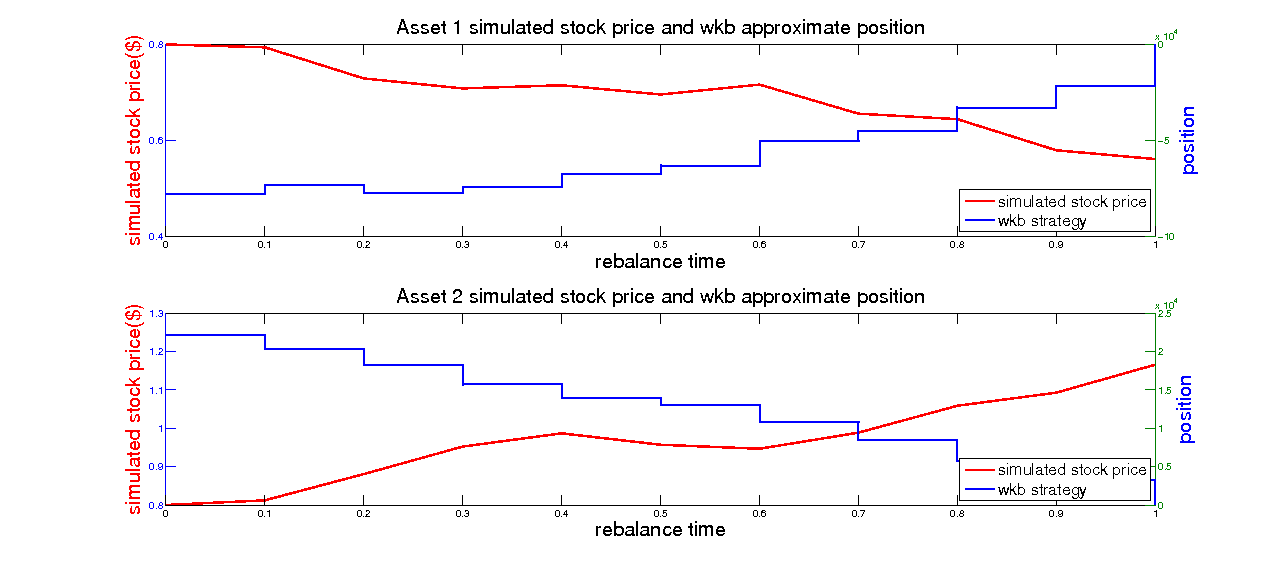 Asset 1 simulated stock price and wkb approximate position
x 10^4
simulated stock price($)
0.8
0.6
0.4
0
−5
−10
position
simulated stock price
wkb strategy
0 0.1 0.2 0.3 0.4 0.5 0.6 0.7 0.8 0.9 1
rebalance time
Asset 2 simulated stock price and wkb approximate position
x 10^4
simulated stock price($)
1.3
1.2
1.1
1
0.9
0.8
2.5
2
1.5
1
0.5
0
position
simulated stock price
wkb strategy
0 0.1 0.2 0.3 0.4 0.5 0.6 0.7 0.8 0.9 1
rebalance time